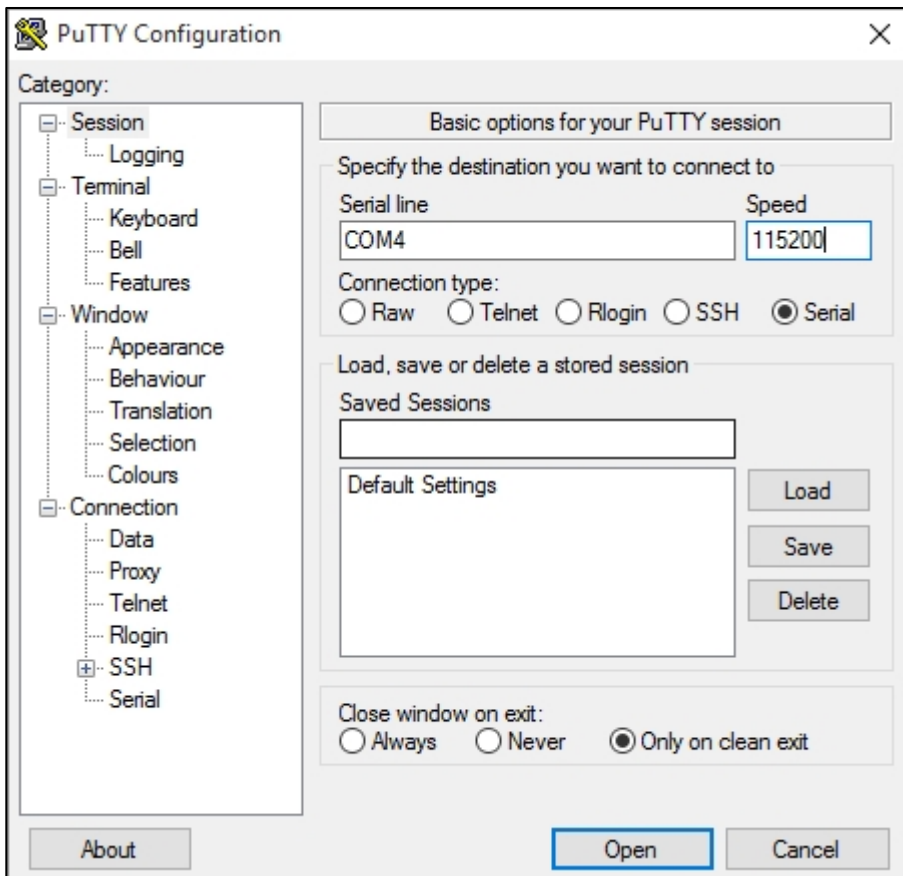 PuTTY Configuration
Category:
Session
Logging
Terminal
Keyboard
Bell
Features
Window
Appearance
Behaviour
Translation
Selection
Colours
Connection
Data
Proxy
Telnet
Rlogin
SSH
Serial
Basic options for your PuTTY session
Specify the destination you want to connect to
Serial line Speed
COM4 115200
Connection type:
Raw Telnet Rlogin SSH Serial
Load, save or delete a stored session
Saved Sessions
Default Settings
Load
Save
Delete
Close window on exit:
Always Never Only on clean exit
About Open Cancel